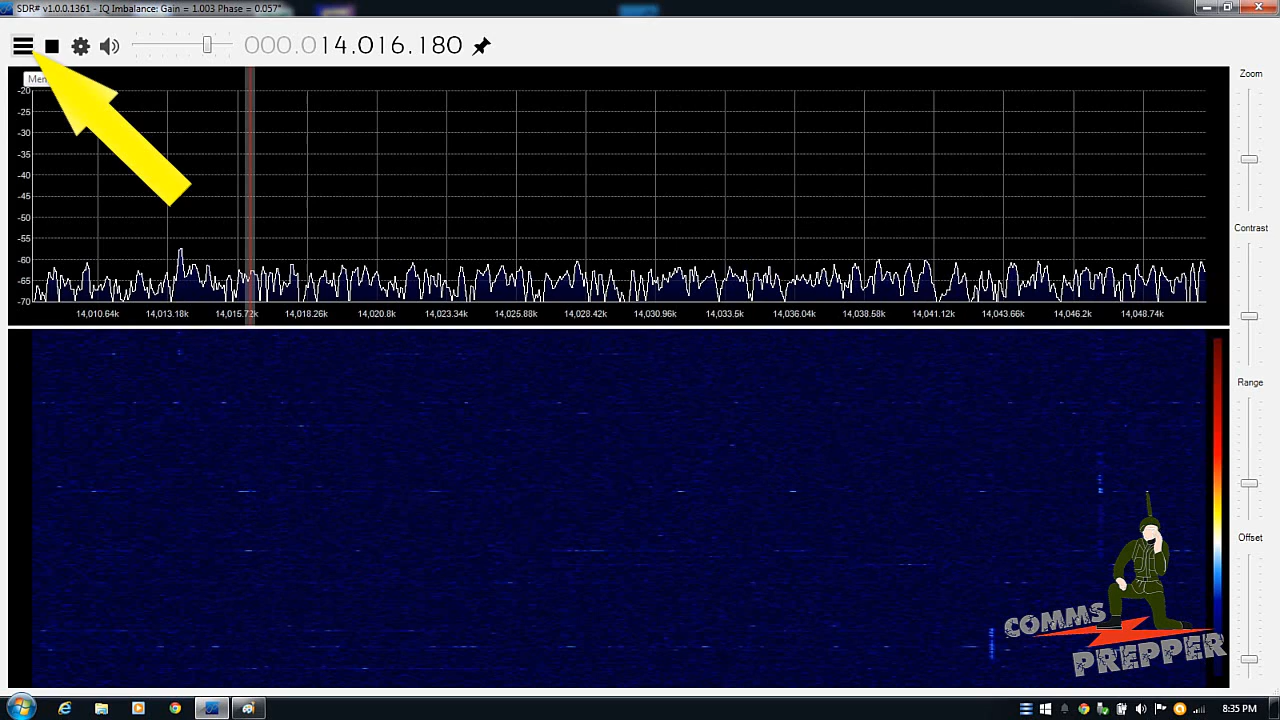 SDR# v1.0.0.1361 - IQ Imbalance: Gain = 1.003 Phase = 0.057°
000.014.016.180
Zoom
-20
-25
-30
-35
-40
-45
-50
-55
-60
-65
-70
14,010.64k 14,013.18k 14,015.72k 14,018.26k 14,020.8k 14,023.34k 14,025.88k 14,028.42k 14,030.96k 14,033.5k 14,036.04k 14,038.58k 14,041.12k 14,043.66k 14,046.2k 14,048.74k
Contrast
Range
Offset
COMMS
PREPPER
8:35 PM